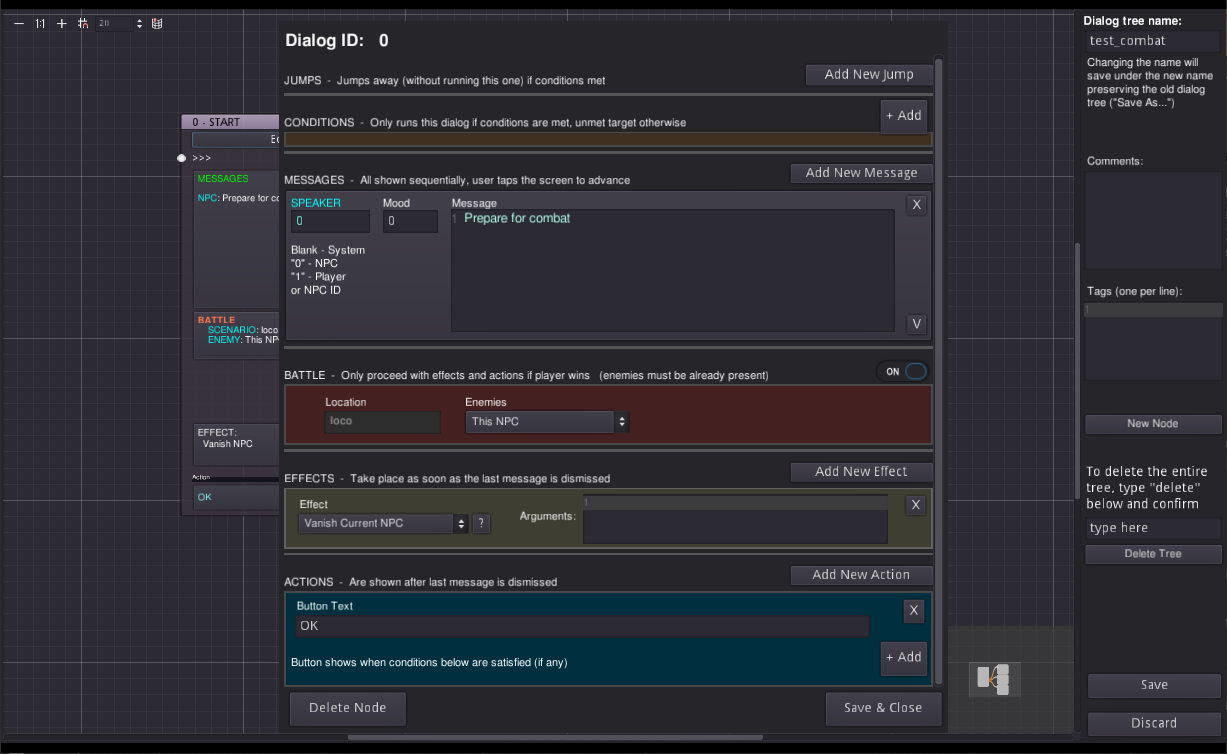 1:1
20
Dialog ID: 0
JUMPS - Jumps away (without running this one) if conditions met
Add New Jump
CONDITIONS - Only runs this dialog if conditions are met, unmet target otherwise
+ Add
MESSAGES - All shown sequentially, user taps the screen to advance
Add New Message
SPEAKER
Mood
Message
0
0
1 Prepare for combat
X
Blank - System
"0" - NPC
"1" - Player
or NPC ID
V
BATTLE - Only proceed with effects and actions if player wins (enemies must be already present)
ON
Location
Enemies
loco
This NPC
EFFECTS - Take place as soon as the last message is dismissed
Add New Effect
Effect
Vanish Current NPC
?
Arguments:
1
X
ACTIONS - Are shown after last message is dismissed
Add New Action
Button Text
X
OK
Button shows when conditions below are satisfied (if any)
+ Add
Delete Node
Save & Close
0 - START
>>>
MESSAGES
NPC: Prepare for co
BATTLE
SCENARIO: loco
ENEMY: This NP
EFFECT:
Vanish NPC
Action
OK
Dialog tree name:
test_combat
Changing the name will
save under the new name
preserving the old dialog
tree ("Save As...")
Comments:
Tags (one per line):
1
New Node
To delete the entire
tree, type "delete"
below and confirm
type here
Delete Tree
Save
Discard